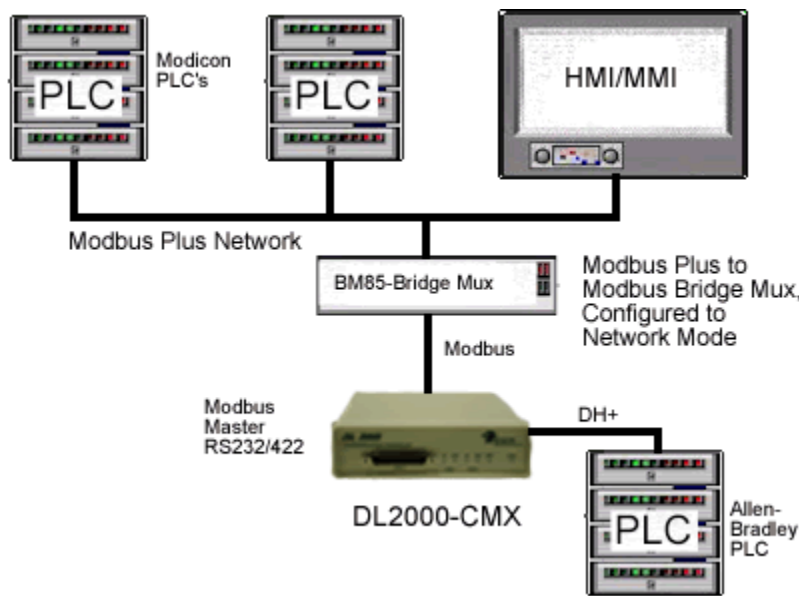 PLC
Modicon
PLC's
PLC
HMI/MMI
Modbus Plus Network
BM85-Bridge Mux
Modbus Plus to
Modbus Bridge Mux,
Configured to
Network Mode
Modbus
Modbus
Master
RS232/422
DH+
DL2000-CMX
PLC
Allen-
Bradley
PLC